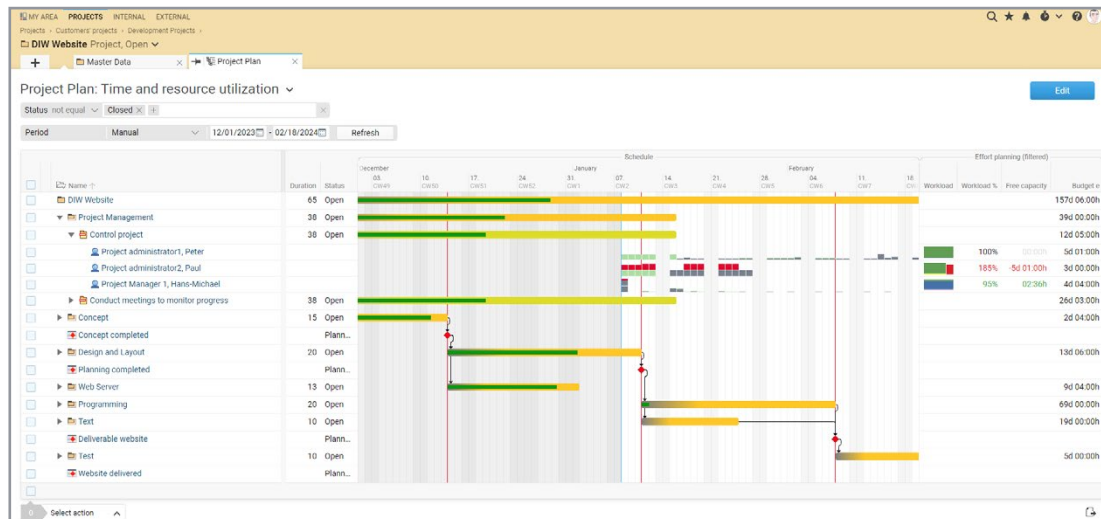 MY AREA PROJECTS INTERNAL EXTERNAL
Projects › Customers' projects › Development Projects ›
DIW Website Project, Open
+ Master Data × Project Plan ×
Project Plan: Time and resource utilization
Edit
Status not equal Closed × +
Period Manual 12/01/2023 - 02/18/2024 Refresh
Schedule Effort planning (filtered)
December January February
03. 10. 17. 24. 31. 07. 14. 21. 28. 04. 11. 18.
Name Duration Status CW49 CW50 CW51 CW52 CW1 CW2 CW3 CW4 CW5 CW6 CW7 Workload Workload % Free capacity Budget e
DIW Website 65 Open 157d 06:00h
Project Management 38 Open 39d 00:00h
Control project 38 Open 12d 05:00h
Project administrator1, Peter 100% 00:00h 5d 01:00h
Project administrator2, Paul 185% -5d 01:00h 3d 00:00h
Project Manager 1, Hans-Michael 95% 02:36h 4d 04:00h
Conduct meetings to monitor progress 38 Open 26d 03:00h
Concept 15 Open 2d 04:00h
Concept completed Plann...
Design and Layout 20 Open 13d 06:00h
Planning completed Plann...
Web Server 13 Open 9d 04:00h
Programming 20 Open 69d 00:00h
Text 10 Open 19d 00:00h
Deliverable website Plann...
Test 10 Open 5d 00:00h
Website delivered Plann...
0 Select action